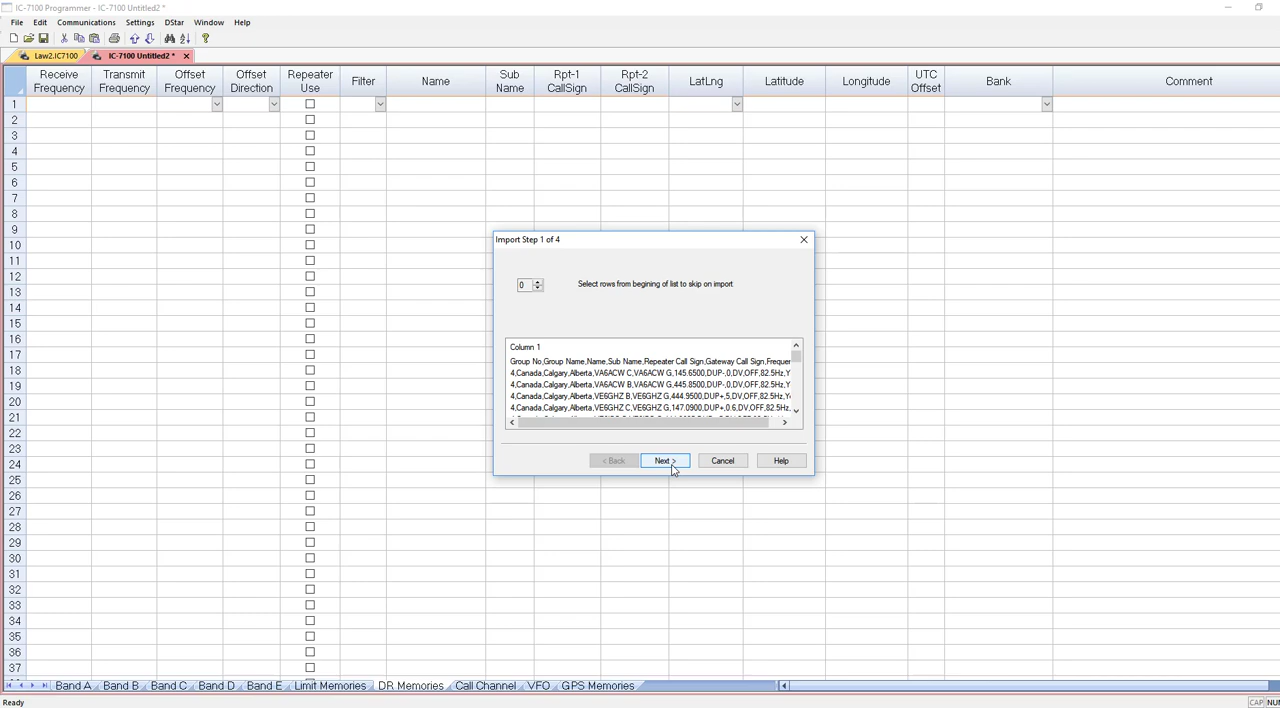 IC-7100 Programmer - IC-7100 Untitled2 *
File Edit Communications Settings DStar Window Help
Law2.IC7100 IC-7100 Untitled2 *
Receive Frequency Transmit Frequency Offset Frequency Offset Direction Repeater Use Filter Name Sub Name Rpt-1 CallSign Rpt-2 CallSign LatLng Latitude Longitude UTC Offset Bank Comment
1
2
3
4
5
6
7
8
9
10
11
12
13
14
15
16
17
18
19
20
21
22
23
24
25
26
27
28
29
30
31
32
33
34
35
36
37
Import Step 1 of 4
0 Select rows from begining of list to skip on import
Column 1
Group No,Group Name,Name,Sub Name,Repeater Call Sign,Gateway Call Sign,Frequen
4,Canada,Calgary,Alberta,VA6ACW C,VA6ACW G,145.6500,DUP-,0,DV,OFF,82.5Hz,Y
4,Canada,Calgary,Alberta,VA6ACW B,VA6ACW G,445.8500,DUP-,0,DV,OFF,82.5Hz,Y
4,Canada,Calgary,Alberta,VE6GHZ B,VE6GHZ G,444.9500,DUP+,5,DV,OFF,82.5Hz,Y
4,Canada,Calgary,Alberta,VE6GHZ C,VE6GHZ G,147.0900,DUP+,0.6,DV,OFF,82.5Hz,
< Back Next > Cancel Help
Band A Band B Band C Band D Band E Limit Memories DR Memories Call Channel VFO GPS Memories
Ready CAP NUM